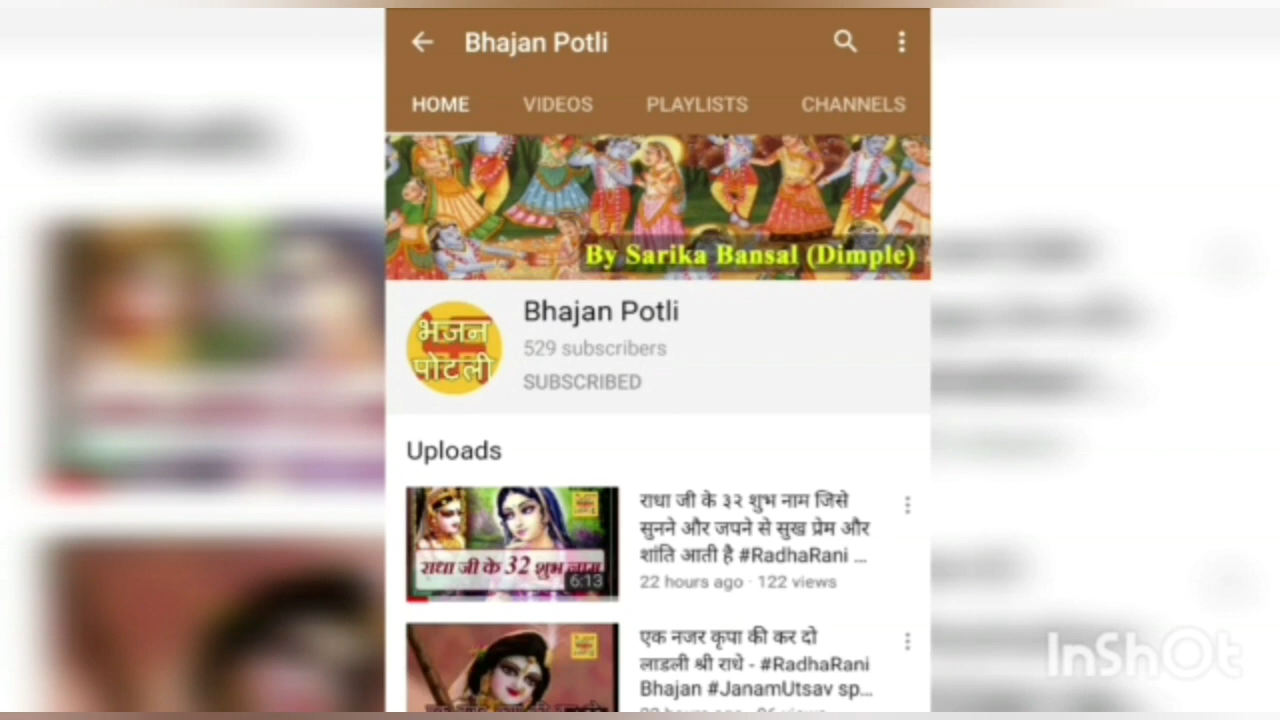 Bhajan Potli
HOME VIDEOS PLAYLISTS CHANNELS
By Sarika Bansal (Dimple)
भजन
पोटली
Bhajan Potli
529 subscribers
SUBSCRIBED
Uploads
राधा जी के 32 शुभ नाम
6:13
राधा जी के ३२ शुभ नाम जिसे
सुनने और जपने से सुख प्रेम और
शांति आती है #RadhaRani ...
22 hours ago · 122 views
एक नजर कृपा की कर दो
लाडली श्री राधे - #RadhaRani
Bhajan #JanamUtsav sp...
InShOt